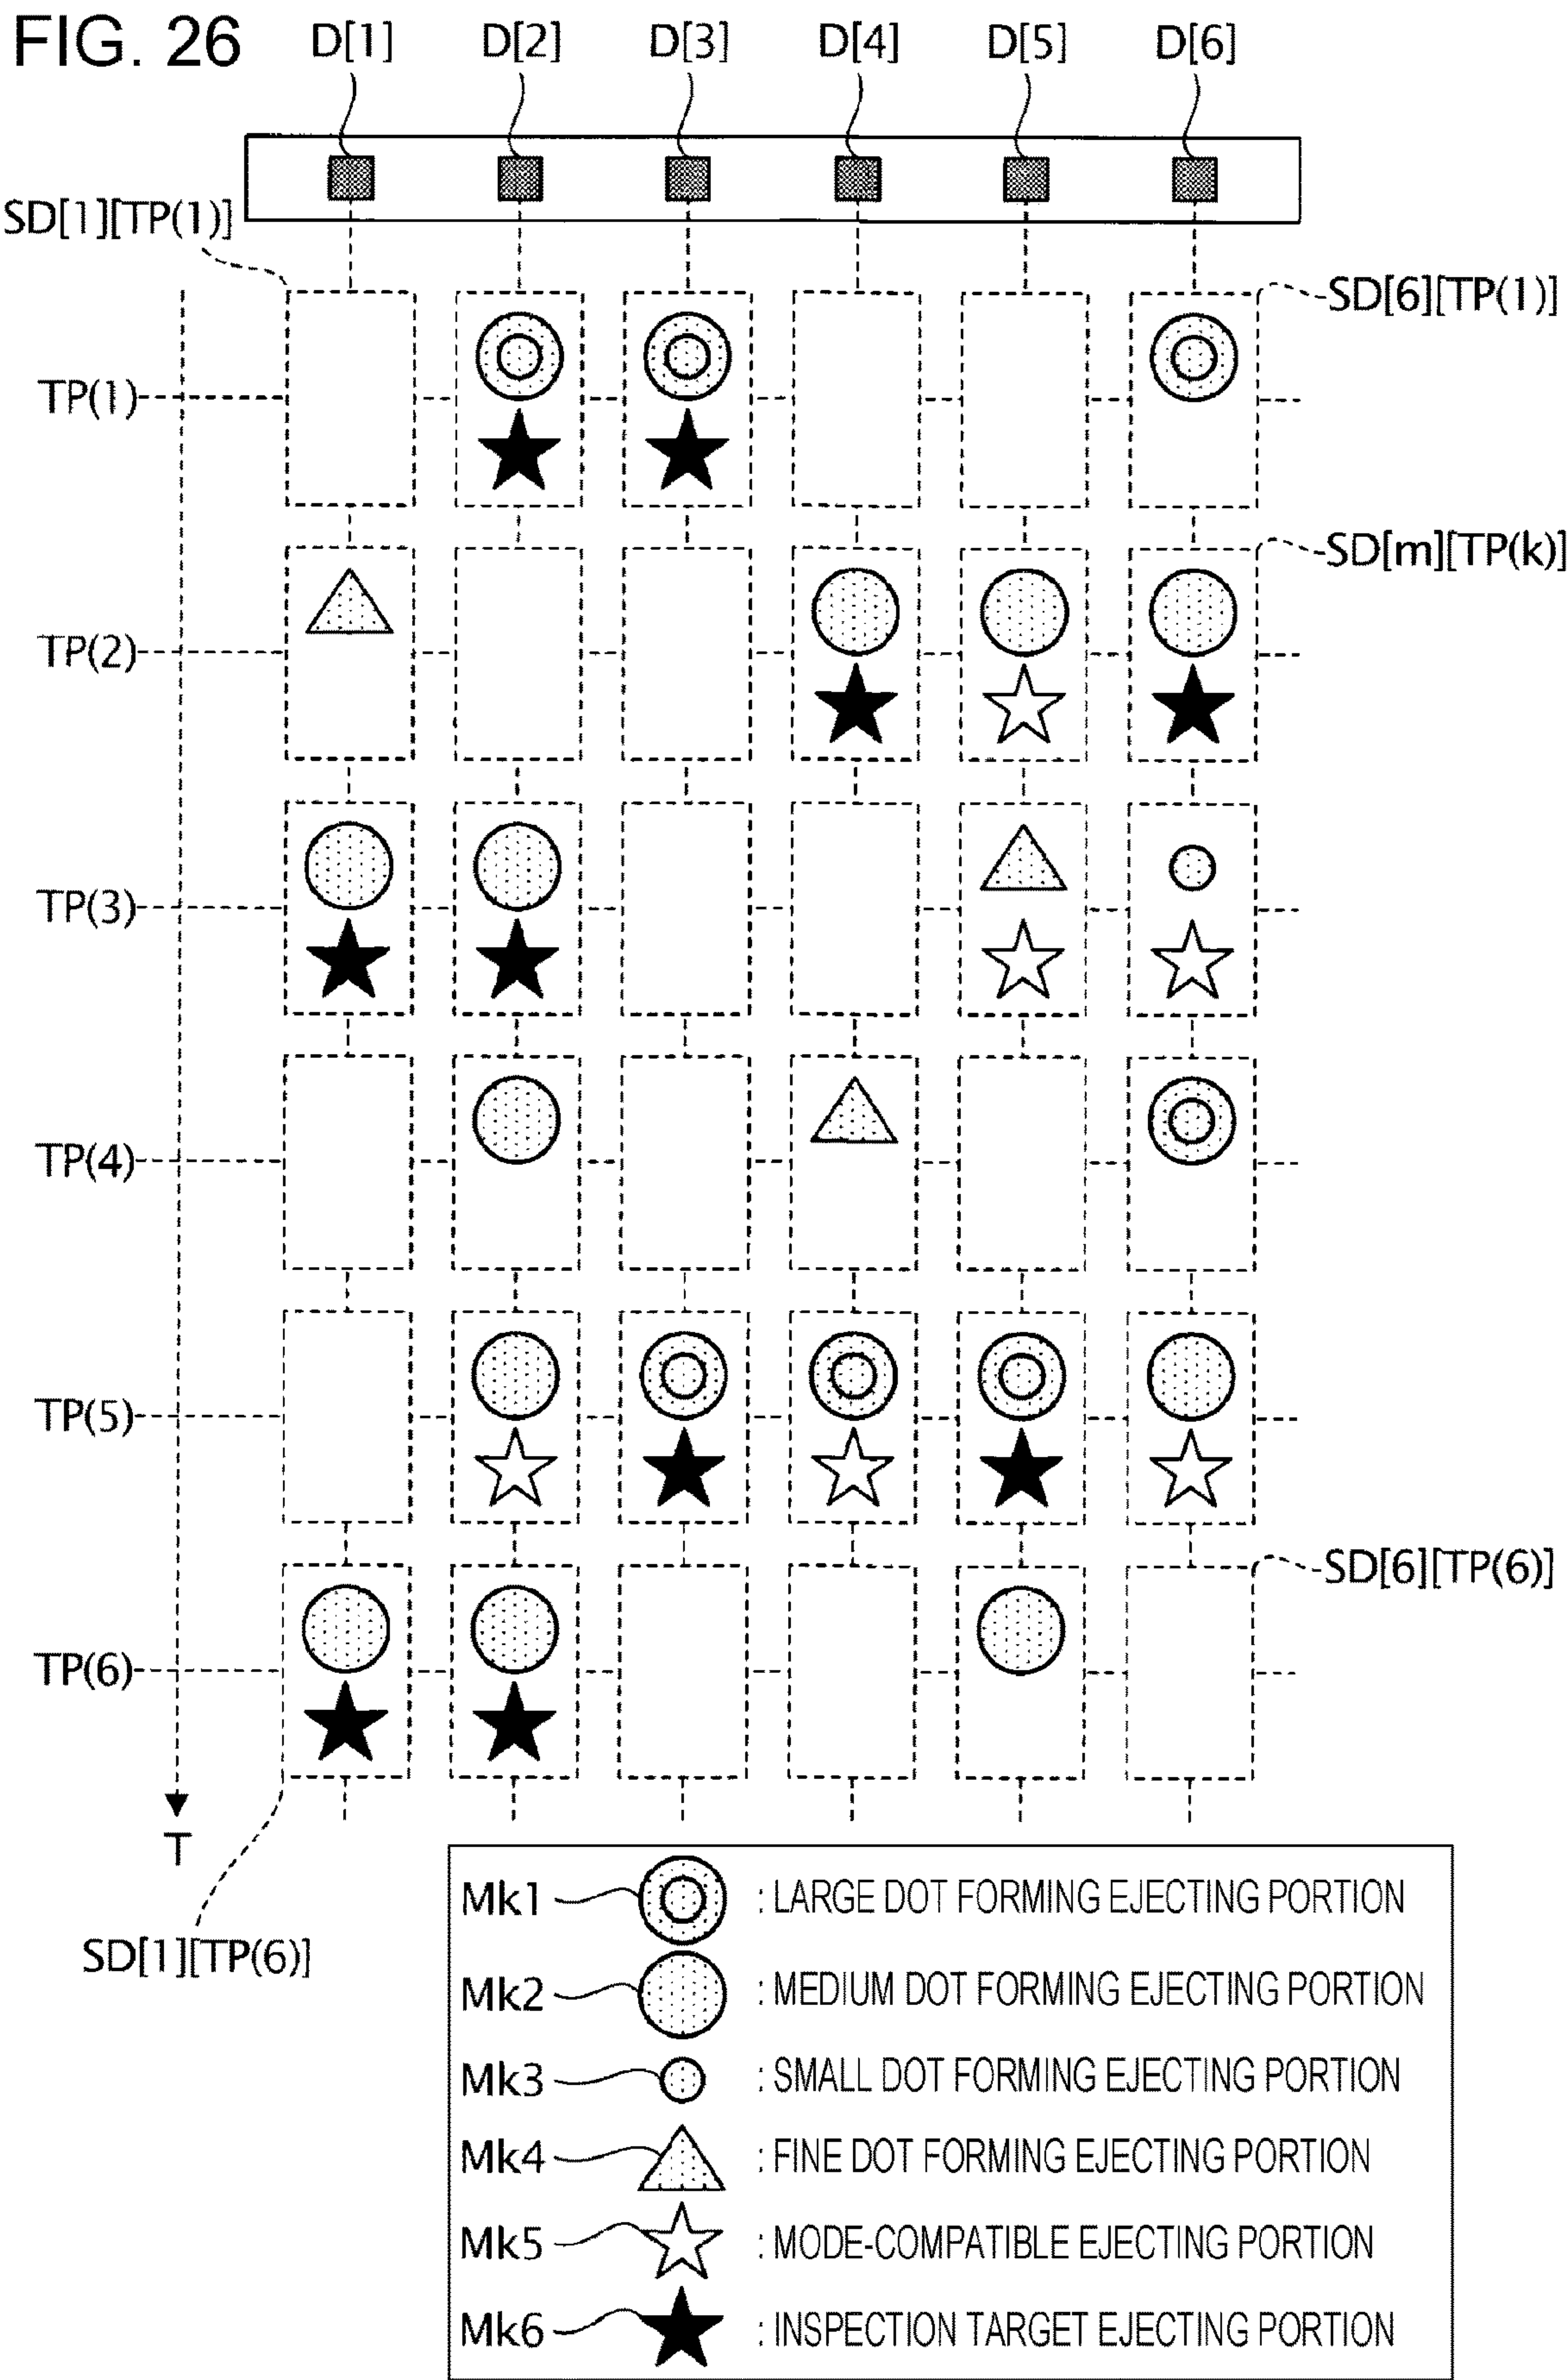 FIG. 26
D[1] D[2] D[3] D[4] D[5] D[6]
SD[1][TP(1)]
SD[6][TP(1)]
TP(1)
SD[m][TP(k)]
TP(2)
TP(3)
TP(4)
TP(5)
SD[6][TP(6)]
TP(6)
T
SD[1][TP(6)]
Mk1 : LARGE DOT FORMING EJECTING PORTION
Mk2 : MEDIUM DOT FORMING EJECTING PORTION
Mk3 : SMALL DOT FORMING EJECTING PORTION
Mk4 : FINE DOT FORMING EJECTING PORTION
Mk5 : MODE-COMPATIBLE EJECTING PORTION
Mk6 : INSPECTION TARGET EJECTING PORTION